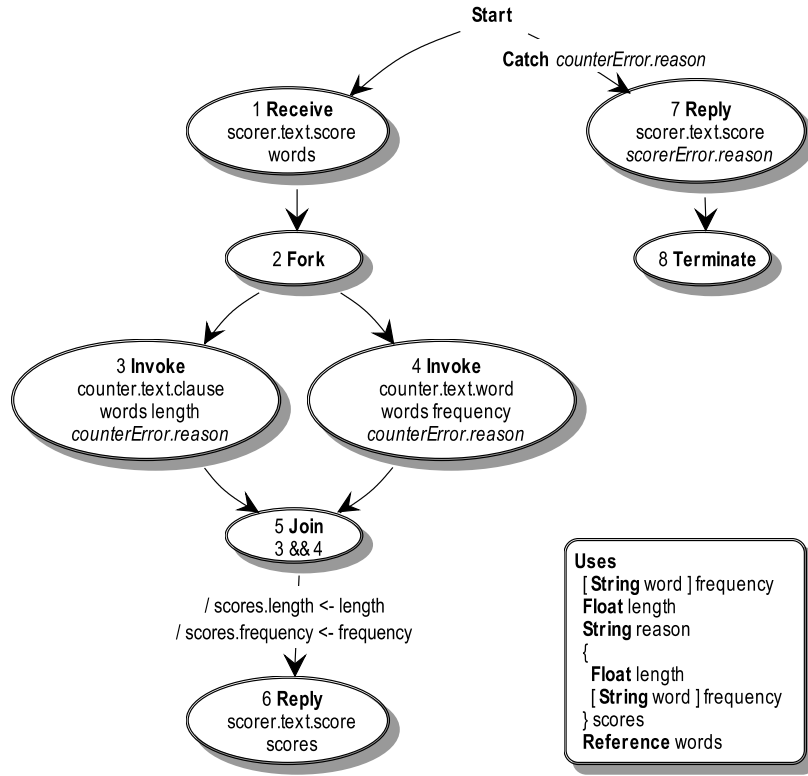 Start
Catch counterError.reason
1 Receive
scorer.text.score
words
7 Reply
scorer.text.score
scorerError.reason
2 Fork
8 Terminate
3 Invoke
counter.text.clause
words length
counterError.reason
4 Invoke
counter.text.word
words frequency
counterError.reason
5 Join
3 && 4
/ scores.length <- length
/ scores.frequency <- frequency
6 Reply
scorer.text.score
scores
Uses
[ String word ] frequency
Float length
String reason
{
Float length
[ String word ] frequency
} scores
Reference words